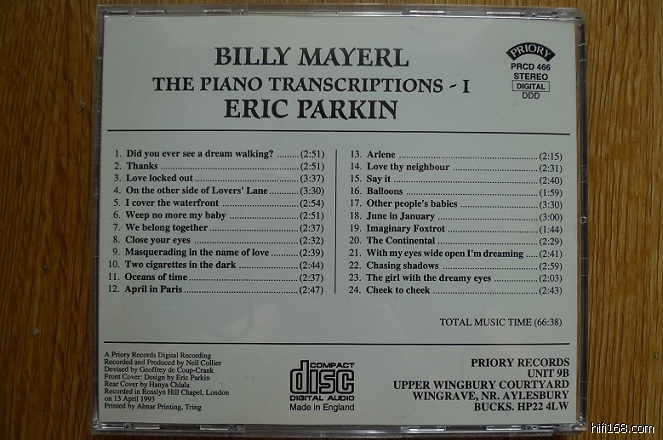 BILLY MAYERL
THE PIANO TRANSCRIPTIONS - I
ERIC PARKIN
PRIORY
PRCD 466
STEREO
DIGITAL
DDD
1. Did you ever see a dream walking? .........(2:51)
2. Thanks .........(2:51)
3. Love locked out .........(3:37)
4. On the other side of Lovers' Lane .........(3:30)
5. I cover the waterfront .........(2:54)
6. Weep no more my baby .........(2:51)
7. We belong together .........(2:37)
8. Close your eyes .........(2:32)
9. Masquerading in the name of love .........(2:39)
10. Two cigarettes in the dark .........(2:44)
11. Oceans of time .........(2:37)
12. April in Paris .........(2:47)
13. Arlene .........(2:15)
14. Love thy neighbour .........(2:31)
15. Say it .........(2:40)
16. Balloons .........(1:59)
17. Other people's babies .........(3:30)
18. June in January .........(3:00)
19. Imaginary Foxtrot .........(1:44)
20. The Continental .........(2:29)
21. With my eyes wide open I'm dreaming .........(2:41)
22. Chasing shadows .........(2:59)
23. The girl with the dreamy eyes .........(2:03)
24. Cheek to cheek .........(2:43)
TOTAL MUSIC TIME (66:38)
A Priory Records Digital Recording
Recorded and Produced by Neil Collier
Devised by Geoffrey de Coup-Crank
Front Cover: Design by Eric Parkin
Rear Cover by Hanya Chlala
Recorded in Rosslyn Hill Chapel, London
on 13 April 1993
Printed by Almar Printing, Tring
COMPACT
disc
DIGITAL AUDIO
Made in England
PRIORY RECORDS
UNIT 9B
UPPER WINGBURY COURTYARD
WINGRAVE, NR. AYLESBURY
BUCKS. HP22 4LW
hifi168.com